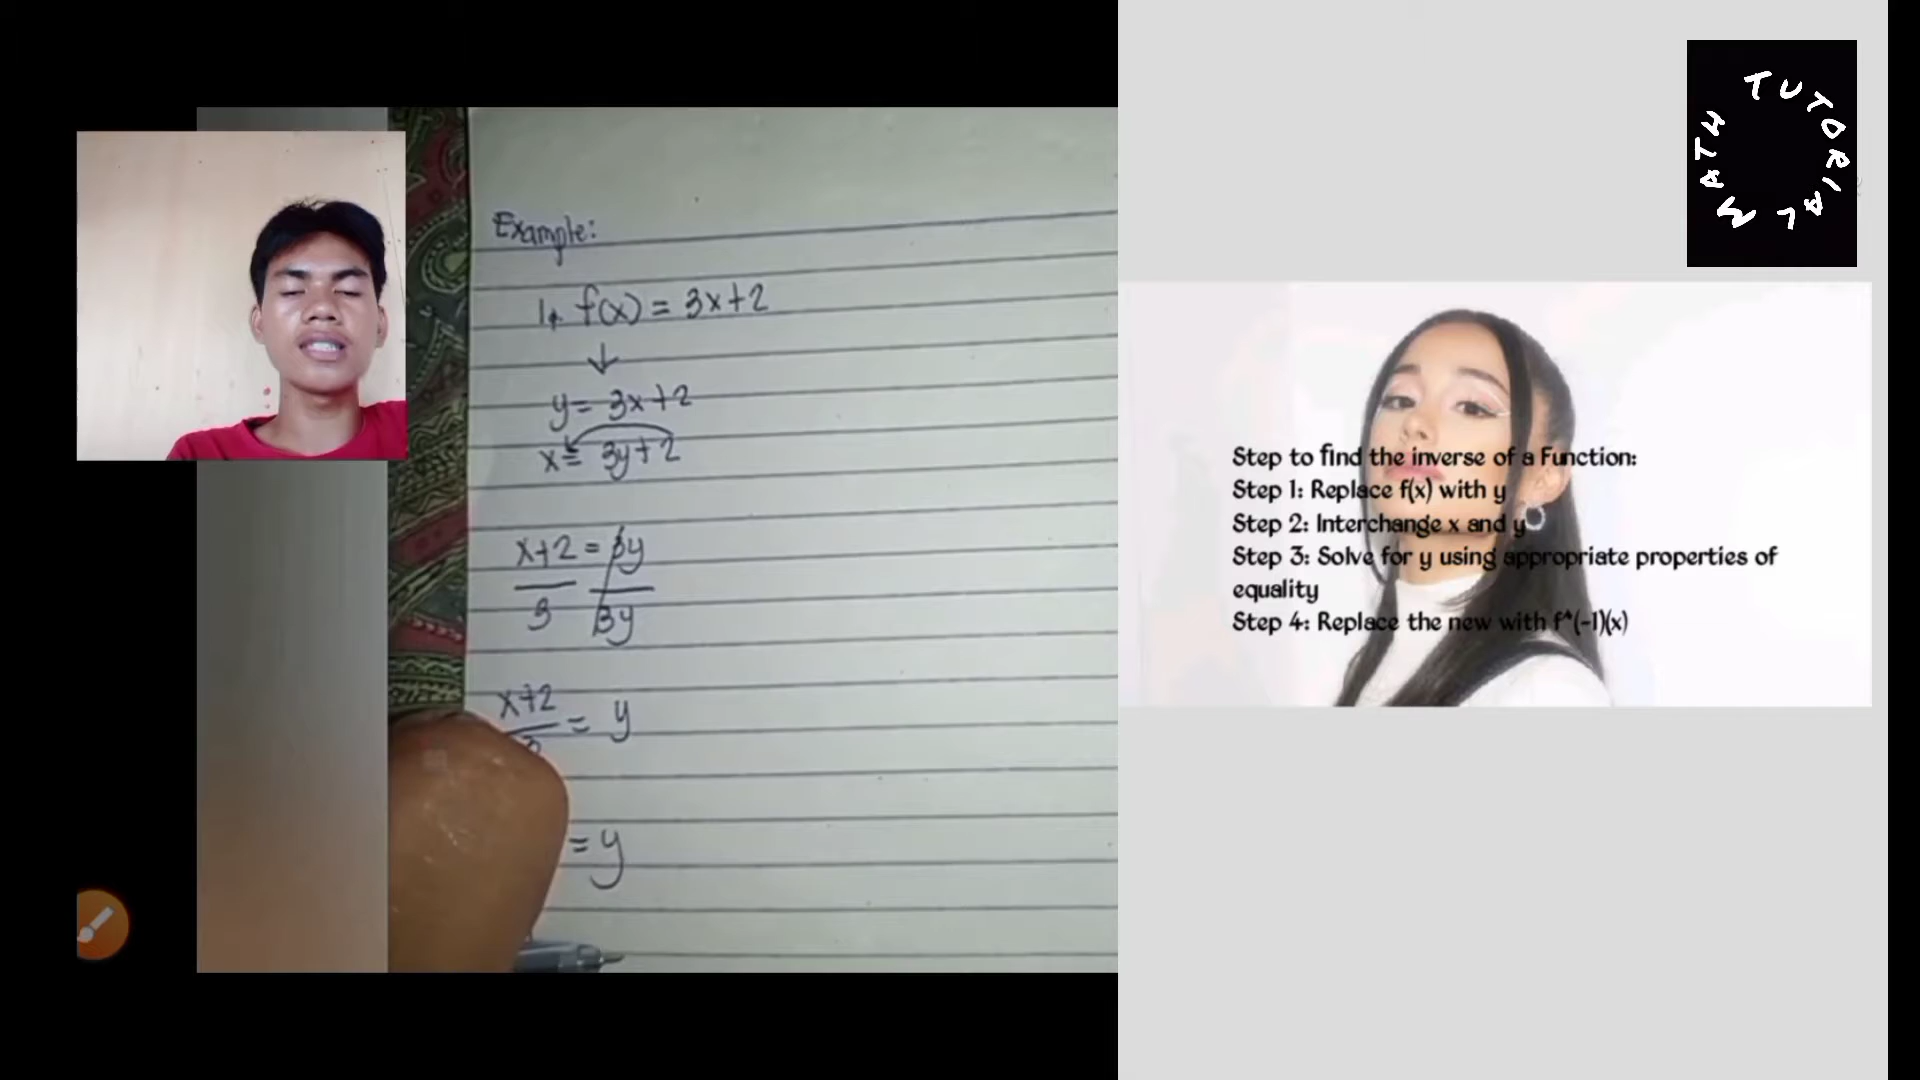 Example:
1. f(x) = 3x+2
↓
y = 3x+2
x = 3y+2
x+2 = 3y
3 3y
x+2 = y
= y
MATH TUTORIAL
Step to find the inverse of a Function:
Step 1: Replace f(x) with y
Step 2: Interchange x and y
Step 3: Solve for y using appropriate properties of
equality
Step 4: Replace the new with f^(-1)(x)